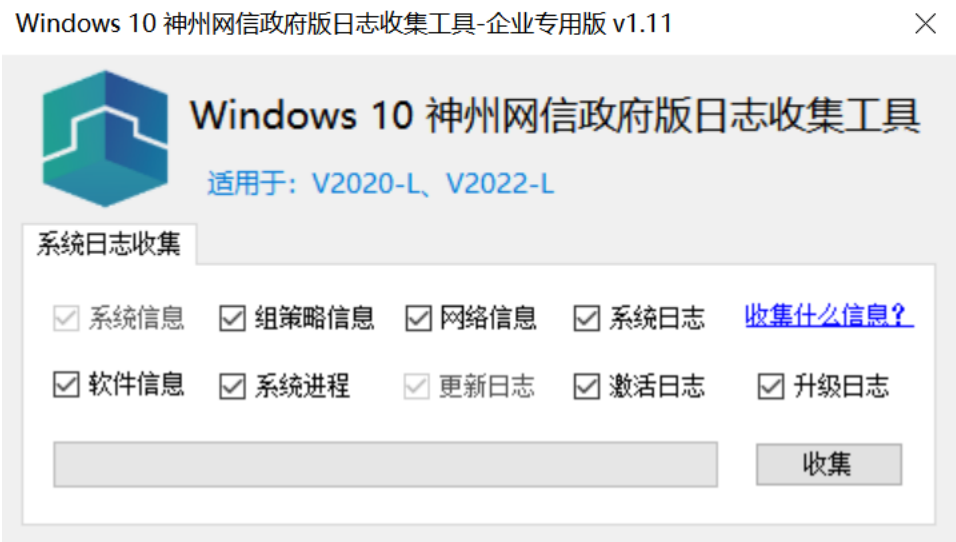 Windows 10 神州网信政府版日志收集工具-企业专用版 v1.11
Windows 10 神州网信政府版日志收集工具
适用于：V2020-L、V2022-L
系统日志收集
系统信息 组策略信息 网络信息 系统日志 收集什么信息？
软件信息 系统进程 更新日志 激活日志 升级日志
收集